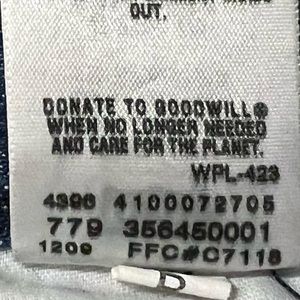 OUT.
DONATE TO GOODWILL®
WHEN NO LONGER NEEDED
AND CARE FOR THE PLANET.
WPL-423
4396 4100072705
779 356450001
1209 FFC#C7118